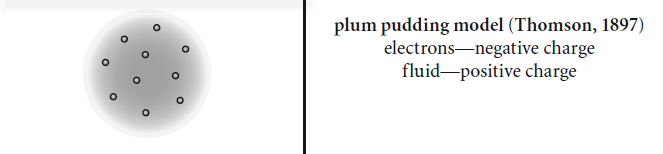 plum pudding model (Thomson, 1897)
electrons—negative charge
fluid—positive charge